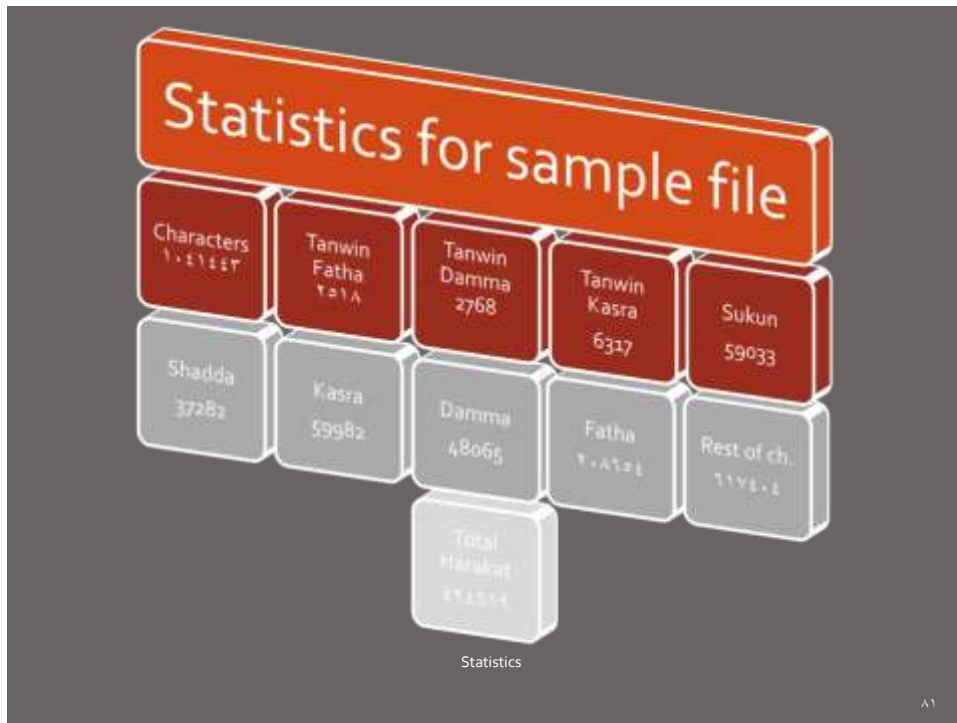 Statistics for sample file
Characters
١٠٤١٤٤٣
Tanwin
Fatha
٢٥١٨
Tanwin
Damma
2768
Tanwin
Kasra
6317
Sukun
59033
Shadda
37282
Kasra
59982
Damma
48065
Fatha
٢٠٨٦٥٤
Rest of ch.
٦١٧٤٠٤
Total
Harakat
٤٢٤٦١٩
Statistics
٨١